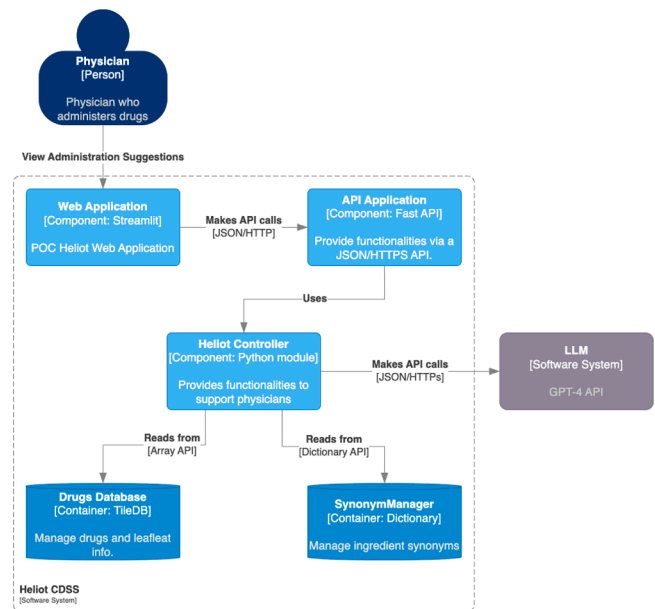 Physician
[Person]
Physician who
administers drugs
View Administration Suggestions
Web Application
[Component: Streamlit]
POC Heliot Web Application
Makes API calls
[JSON/HTTP]
API Application
[Component: Fast API]
Provide functionalities via a
JSON/HTTPS API.
Uses
Heliot Controller
[Component: Python module]
Provides functionalities to
support physicians
Makes API calls
[JSON/HTTPs]
LLM
[Software System]
GPT-4 API
Reads from
[Array API]
Reads from
[Dictionary API]
Drugs Database
[Container: TileDB]
Manage drugs and leafleat
info.
SynonymManager
[Container: Dictionary]
Manage ingredient synonyms
Heliot CDSS
[Software System]